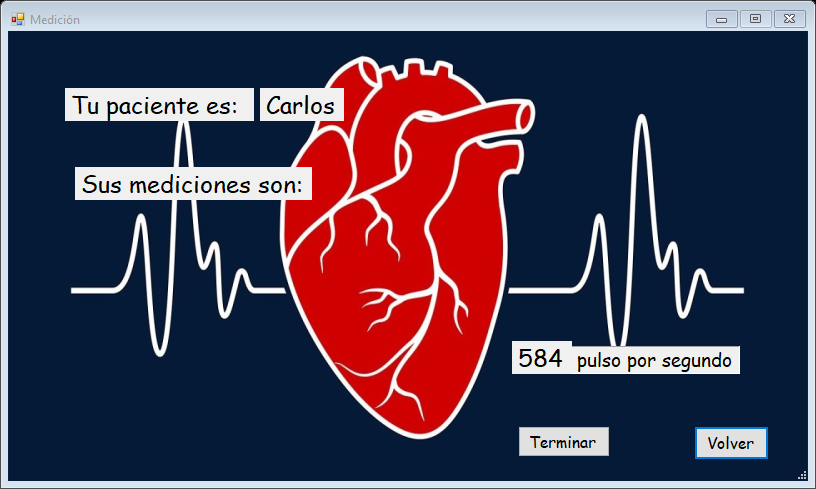 Medición
Tu paciente es: Carlos
Sus mediciones son:
584 pulso por segundo
Terminar Volver